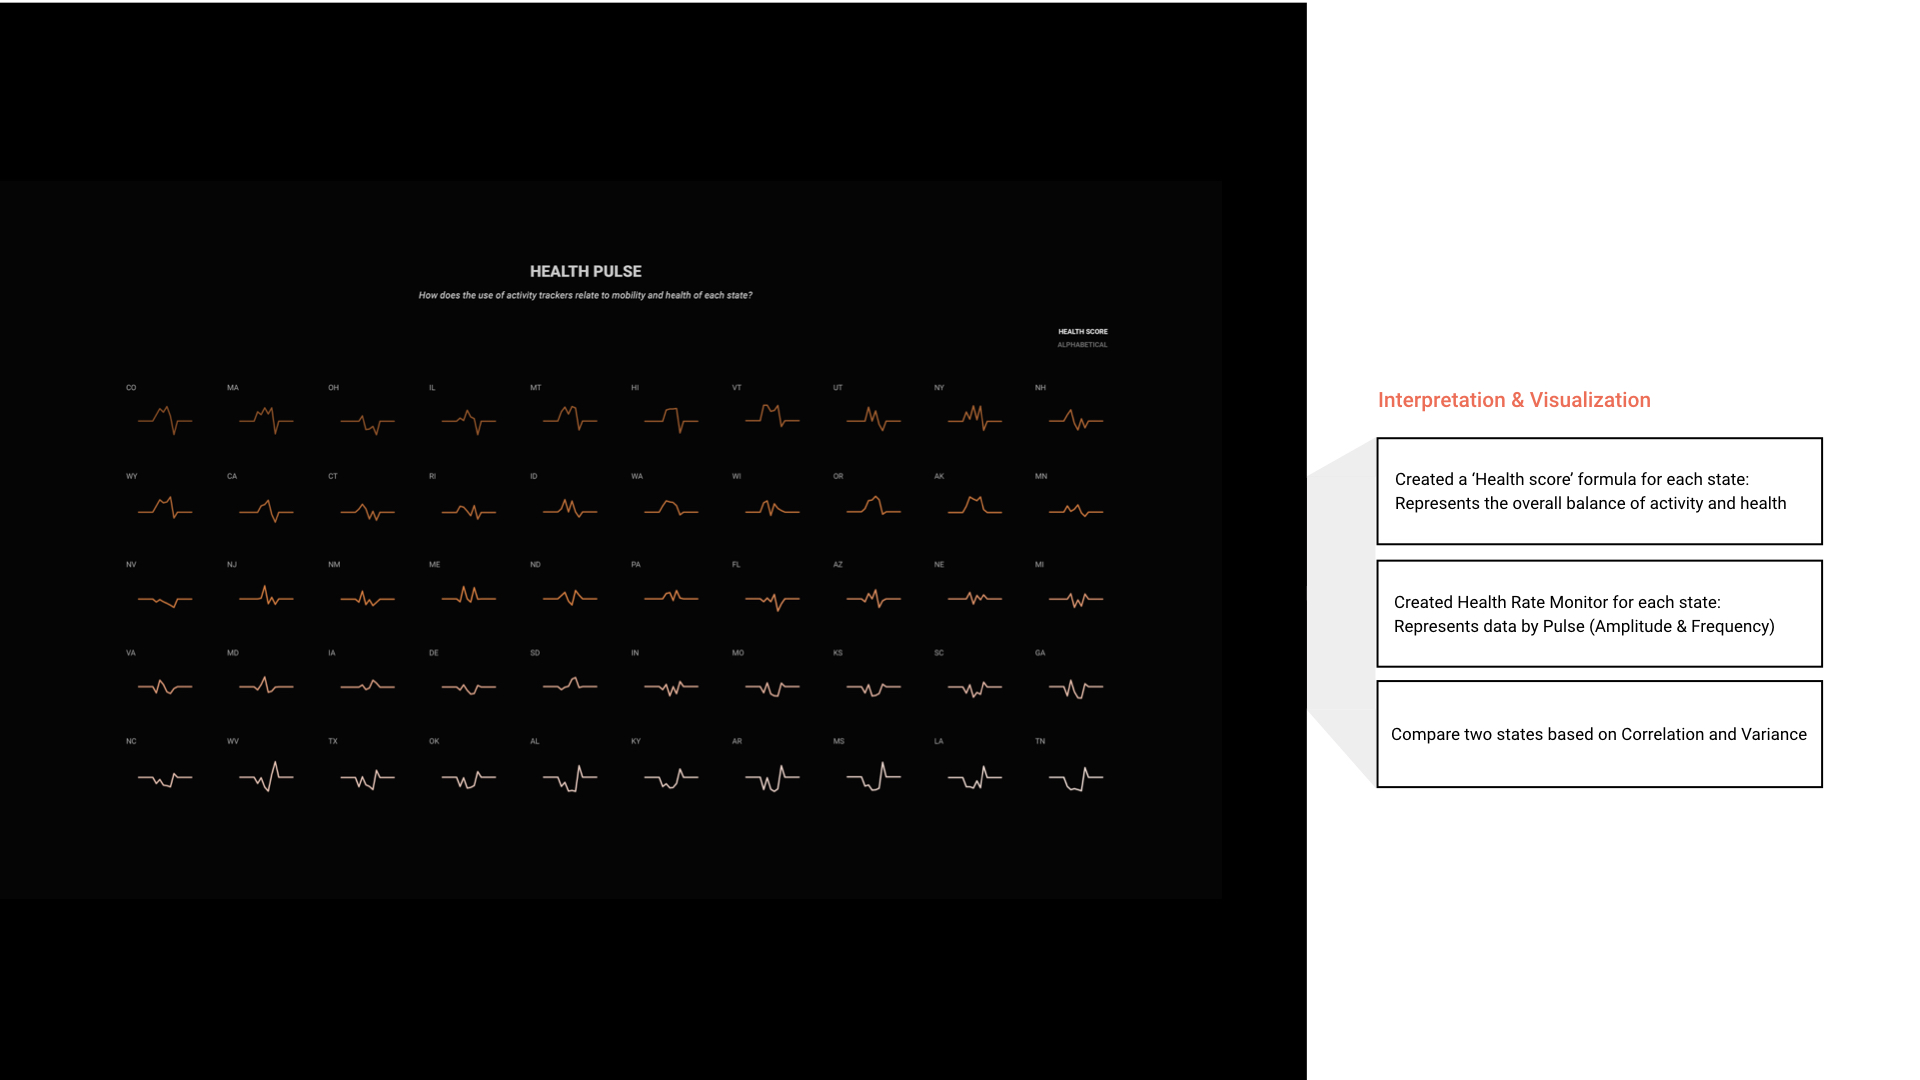 HEALTH PULSE
How does the use of activity trackers relate to mobility and health of each state?
HEALTH SCORE
ALPHABETICAL
CO MA OH IL MT HI VT UT NY NH
WY CA CT RI ID WA WI OR AK MN
NV NJ NM ME ND PA FL AZ NE MI
VA MD IA DE SD IN MO KS SC GA
NC WV TX OK AL KY AR MS LA TN
Interpretation & Visualization
Created a ‘Health score’ formula for each state:
Represents the overall balance of activity and health
Created Health Rate Monitor for each state:
Represents data by Pulse (Amplitude & Frequency)
Compare two states based on Correlation and Variance